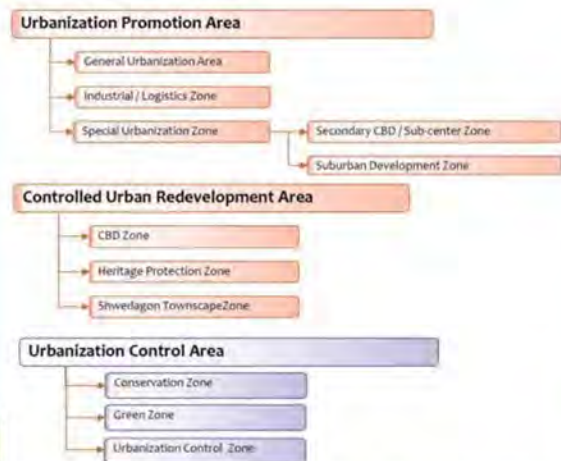 Urbanization Promotion Area
General Urbanization Area
Industrial / Logistics Zone
Special Urbanization Zone
Secondary CBD / Sub-center Zone
Suburban Development Zone
Controlled Urban Redevelopment Area
CBD Zone
Heritage Protection Zone
Shwedagon TownscapeZone
Urbanization Control Area
Conservation Zone
Green Zone
Urbanization Control Zone